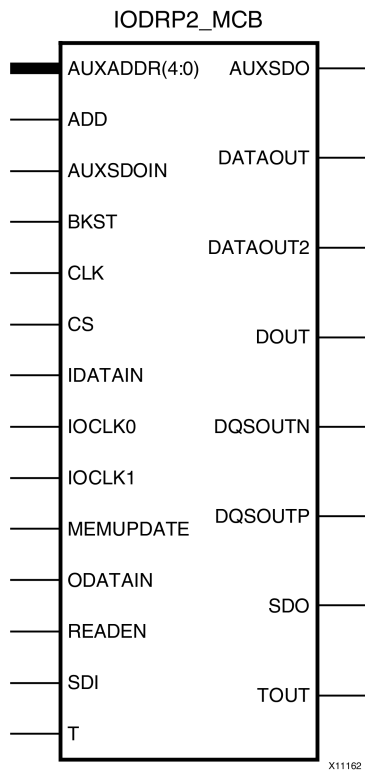 IODRP2_MCB
AUXADDR(4:0) AUXSDO
ADD
DATAOUT
AUXSDOIN
BKST
DATAOUT2
CLK
CS
DOUT
IDATAIN
IOCLK0 DQSOUTN
IOCLK1
DQSOUTP
MEMUPDATE
ODATAIN
SDO
READEN
SDI
TOUT
T
X11162